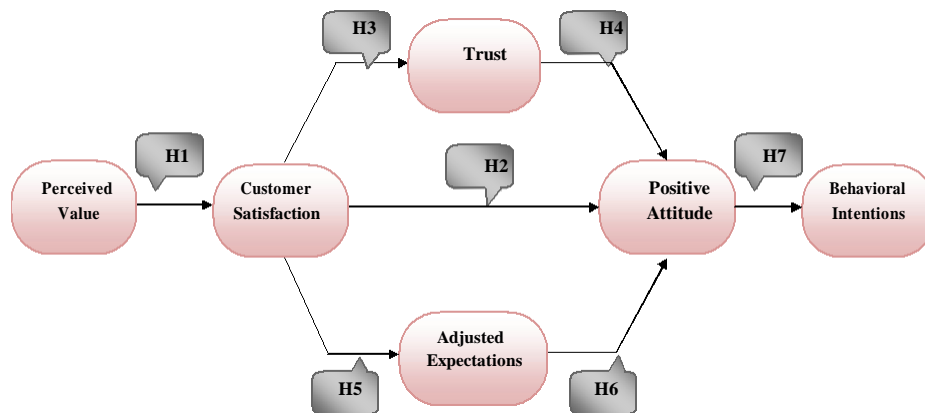 H3
Trust
H4
H1
H2
H7
Perceived
Value
Customer
Satisfaction
Positive
Attitude
Behavioral
Intentions
Adjusted
Expectations
H5
H6